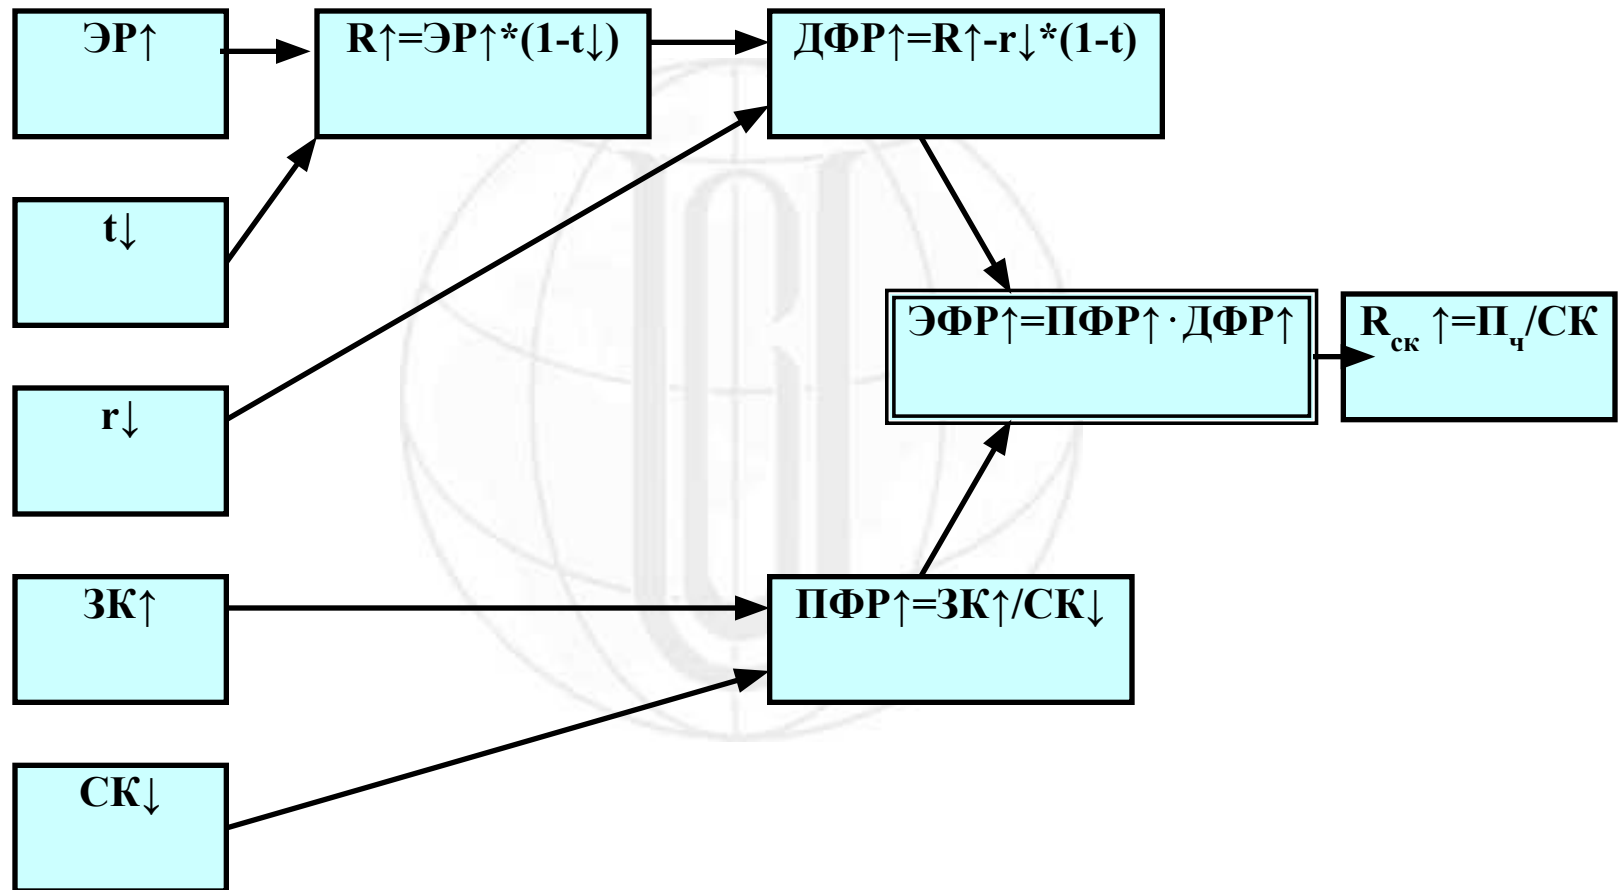 ЭР↑
R↑=ЭР↑*(1-t↓)
ДФР↑=R↑-r↓*(1-t)
t↓
ЭФР↑=ПФР↑·ДФР↑
Rск ↑=Пч/СК
r↓
ЗК↑
ПФР↑=ЗК↑/СК↓
СК↓